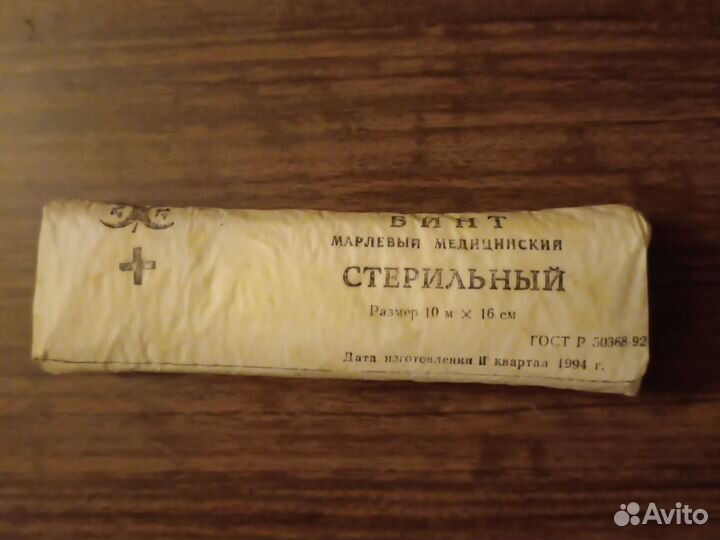 БИНТ
МАРЛЕВЫЙ МЕДИЦИНСКИЙ
СТЕРИЛЬНЫЙ
Размер 10 м × 16 см
ГОСТ Р 50368 92
Дата изготовления II квартал 1994 г.
Avito